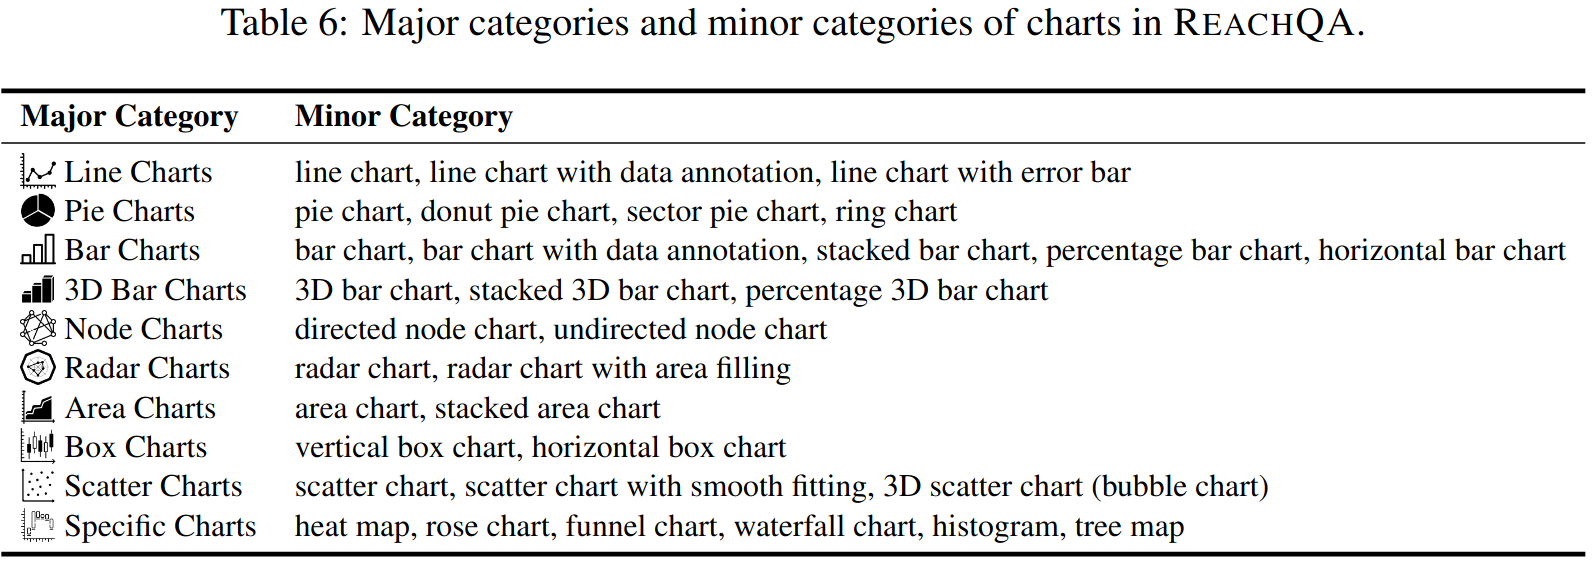 Table 6: Major categories and minor categories of charts in REACHQA.
Major Category Minor Category
Line Charts line chart, line chart with data annotation, line chart with error bar
Pie Charts pie chart, donut pie chart, sector pie chart, ring chart
Bar Charts bar chart, bar chart with data annotation, stacked bar chart, percentage bar chart, horizontal bar chart
3D Bar Charts 3D bar chart, stacked 3D bar chart, percentage 3D bar chart
Node Charts directed node chart, undirected node chart
Radar Charts radar chart, radar chart with area filling
Area Charts area chart, stacked area chart
Box Charts vertical box chart, horizontal box chart
Scatter Charts scatter chart, scatter chart with smooth fitting, 3D scatter chart (bubble chart)
Specific Charts heat map, rose chart, funnel chart, waterfall chart, histogram, tree map